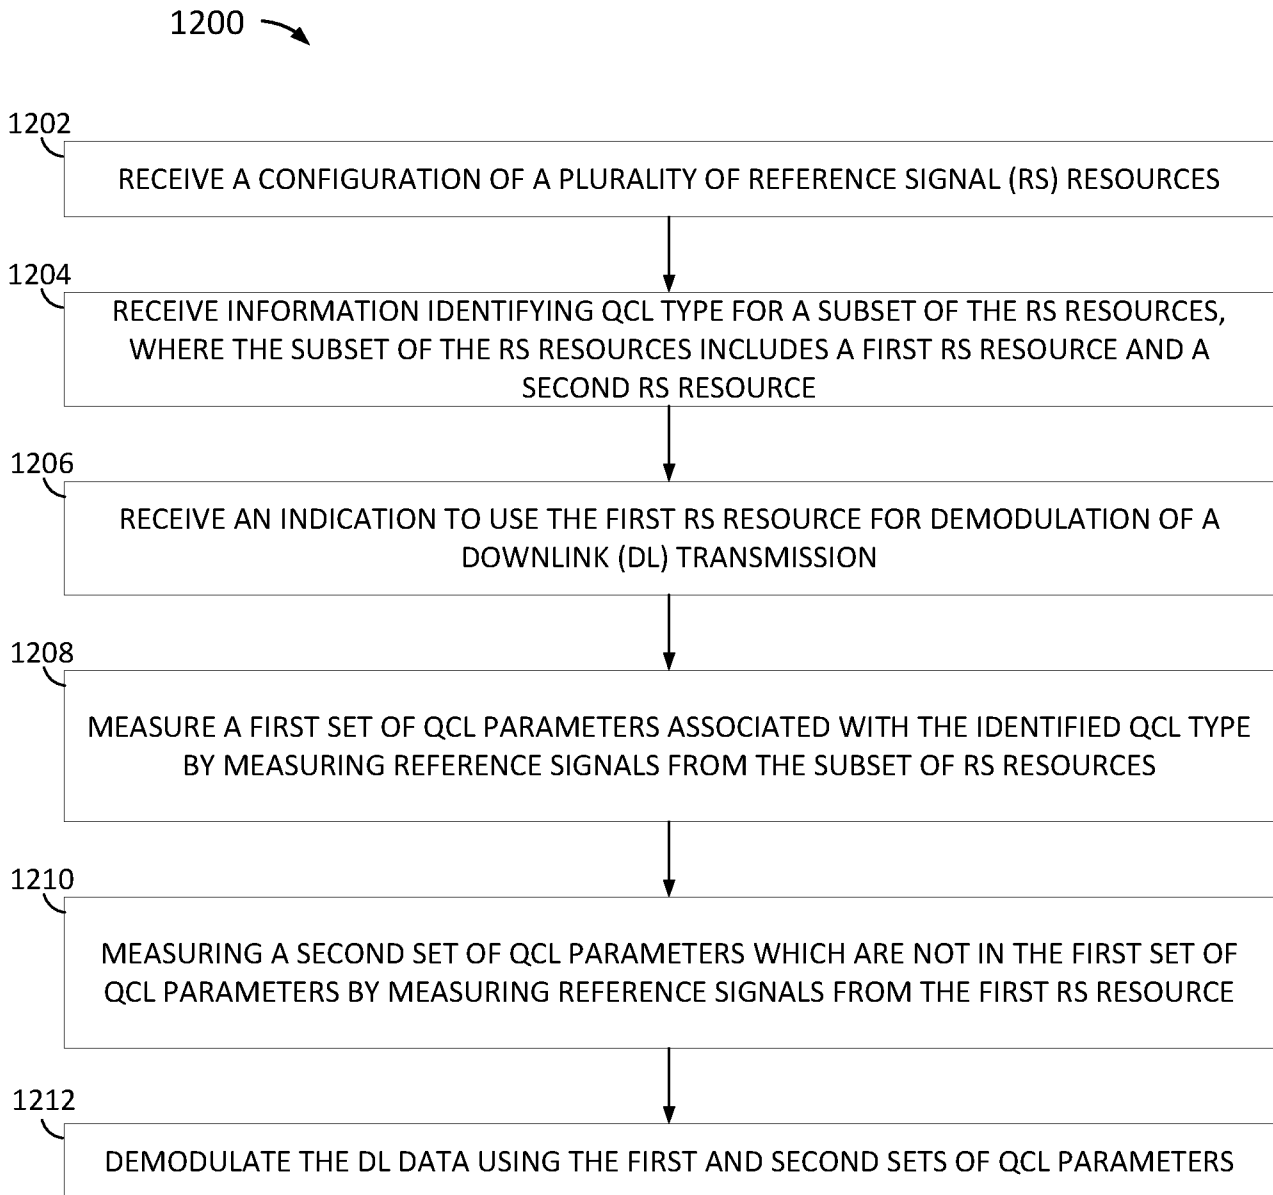 1200
1202
RECEIVE A CONFIGURATION OF A PLURALITY OF REFERENCE SIGNAL (RS) RESOURCES
1204
RECEIVE INFORMATION IDENTIFYING QCL TYPE FOR A SUBSET OF THE RS RESOURCES,
WHERE THE SUBSET OF THE RS RESOURCES INCLUDES A FIRST RS RESOURCE AND A
SECOND RS RESOURCE
1206
RECEIVE AN INDICATION TO USE THE FIRST RS RESOURCE FOR DEMODULATION OF A
DOWNLINK (DL) TRANSMISSION
1208
MEASURE A FIRST SET OF QCL PARAMETERS ASSOCIATED WITH THE IDENTIFIED QCL TYPE
BY MEASURING REFERENCE SIGNALS FROM THE SUBSET OF RS RESOURCES
1210
MEASURING A SECOND SET OF QCL PARAMETERS WHICH ARE NOT IN THE FIRST SET OF
QCL PARAMETERS BY MEASURING REFERENCE SIGNALS FROM THE FIRST RS RESOURCE
1212
DEMODULATE THE DL DATA USING THE FIRST AND SECOND SETS OF QCL PARAMETERS